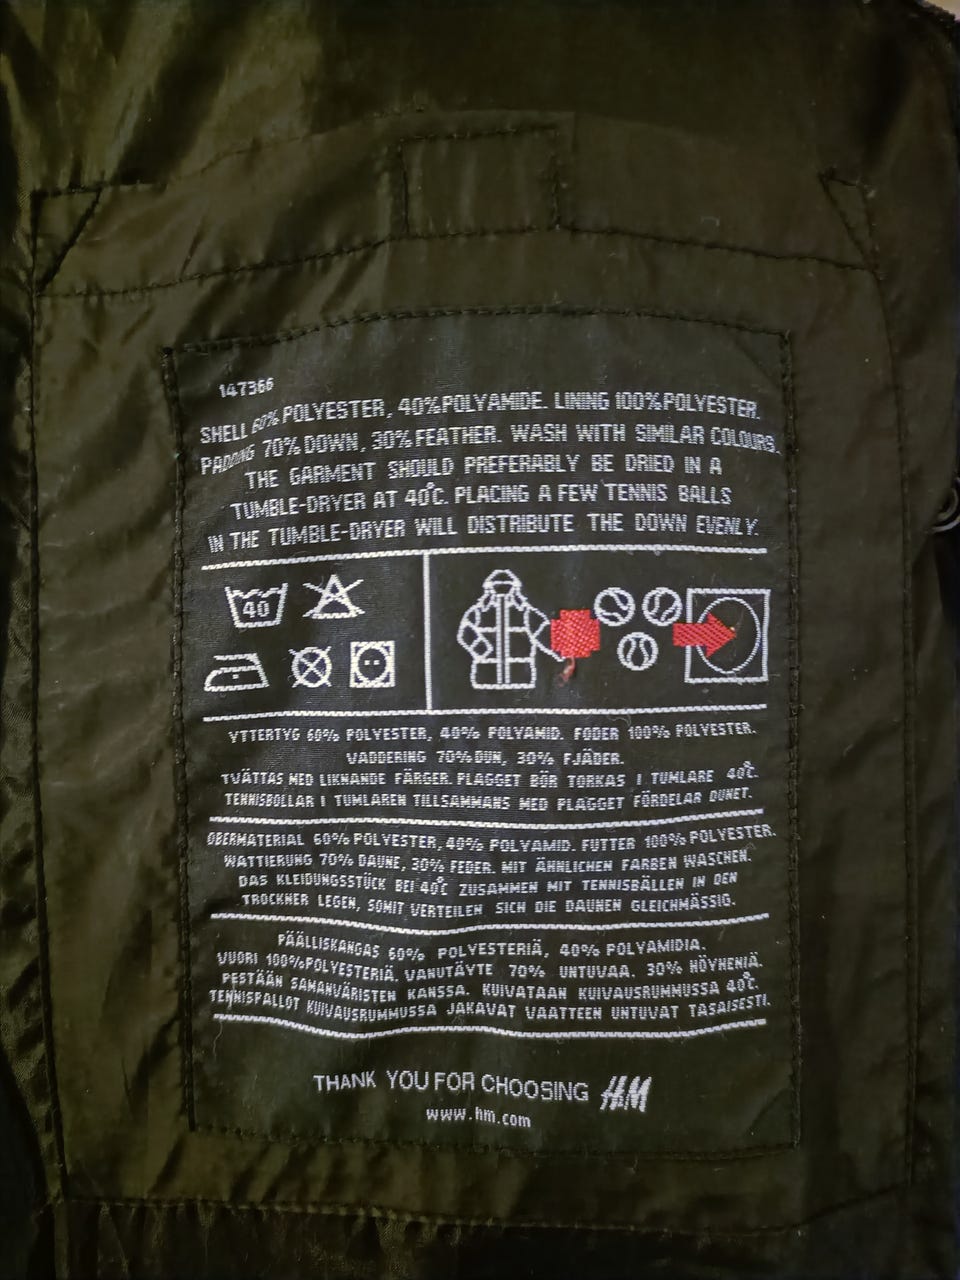 147366
SHELL 60% POLYESTER, 40% POLYAMIDE. LINING 100% POLYESTER.
PADDING 70% DOWN, 30% FEATHER. WASH WITH SIMILAR COLOURS.
THE GARMENT SHOULD PREFERABLY BE DRIED IN A
TUMBLE-DRYER AT 40°C. PLACING A FEW TENNIS BALLS
IN THE TUMBLE-DRYER WILL DISTRIBUTE THE DOWN EVENLY.
40
YTTERTYG 60% POLYESTER, 40% POLYAMID. FODER 100% POLYESTER.
VADDERING 70% DUN, 30% FJÄDER.
TVÄTTAS MED LIKNANDE FÄRGER. PLAGGET BÖR TORKAS I TUMLARE 40°C.
TENNISBOLLAR I TUMLAREN TILLSAMMANS MED PLAGGET FÖRDELAR DUNET.
OBERMATERIAL 60% POLYESTER, 40% POLYAMID. FUTTER 100% POLYESTER.
WATTIERUNG 70% DAUNE, 30% FEDER. MIT ÄHNLICHEN FARBEN WASCHEN.
DAS KLEIDUNGSSTÜCK BEI 40°C ZUSAMMEN MIT TENNISBÄLLEN IN DEN
TROCKNER LEGEN, SOMIT VERTEILEN SICH DIE DAUNEN GLEICHMÄSSIG.
PÄÄLLISKANGAS 60% POLYESTERIÄ, 40% POLYAMIDIA.
VUORI 100% POLYESTERIÄ. VANUTÄYTE 70% UNTUVAA. 30% HÖYHENIÄ.
PESTÄÄN SAMANVÄRISTEN KANSSA. KUIVATAAN KUIVAUSRUMMUSSA 40°C.
TENNISPALLOT KUIVAUSRUMMUSSA JAKAVAT VAATTEEN UNTUVAT TASAISESTI.
THANK YOU FOR CHOOSING H&M
www.hm.com